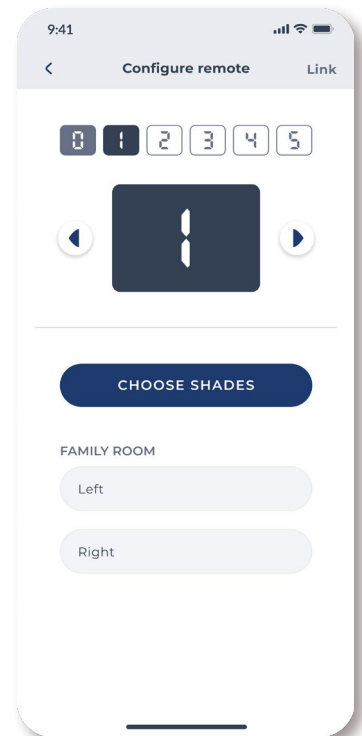 9:41
Configure remote
Link
0 1 2 3 4 5
1
CHOOSE SHADES
FAMILY ROOM
Left
Right